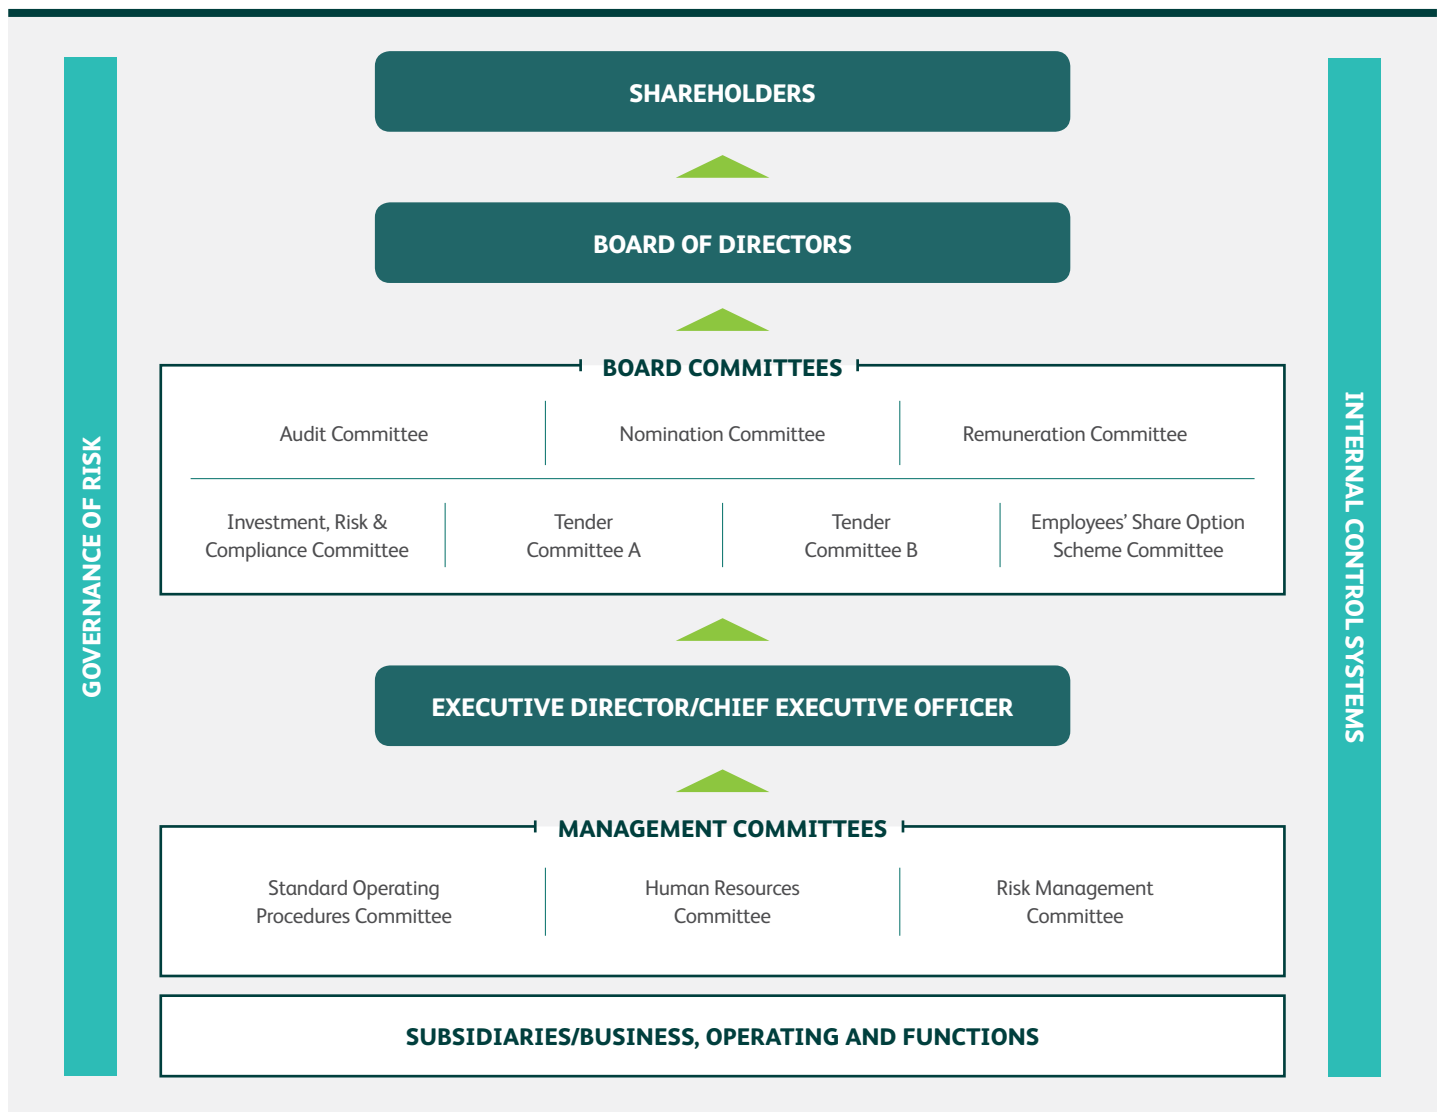 SHAREHOLDERS
BOARD OF DIRECTORS
BOARD COMMITTEES
Audit Committee
Nomination Committee
Remuneration Committee
Investment, Risk &
Compliance Committee
Tender
Committee A
Tender
Committee B
Employees’ Share Option
Scheme Committee
EXECUTIVE DIRECTOR/CHIEF EXECUTIVE OFFICER
MANAGEMENT COMMITTEES
Standard Operating
Procedures Committee
Human Resources
Committee
Risk Management
Committee
SUBSIDIARIES/BUSINESS, OPERATING AND FUNCTIONS
GOVERNANCE OF RISK
INTERNAL CONTROL SYSTEMS